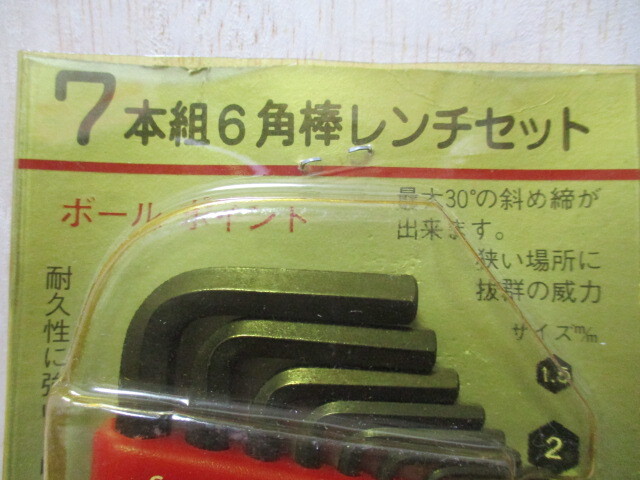 7本組6角棒レンチセット
ボールポイント
最大30°の斜め締が
出来ます。
狭い場所に
抜群の威力
サイズ m/m
1.5
2
耐久性に強い